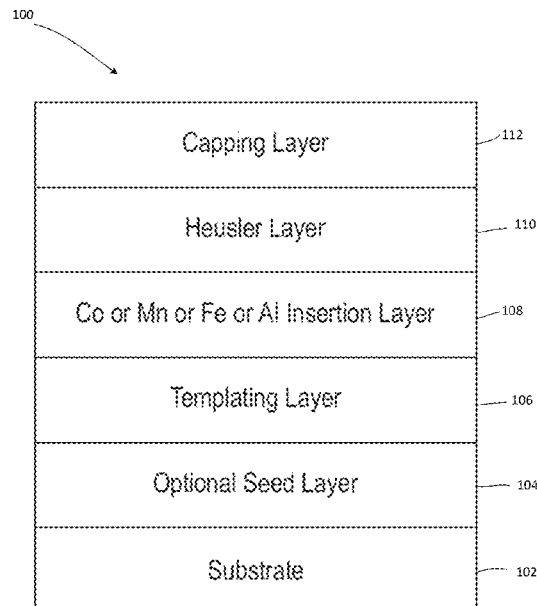 100
Capping Layer 112
Heusler Layer 110
Co or Mn or Fe or Al Insertion Layer 108
Templating Layer 106
Optional Seed Layer 104
Substrate 102